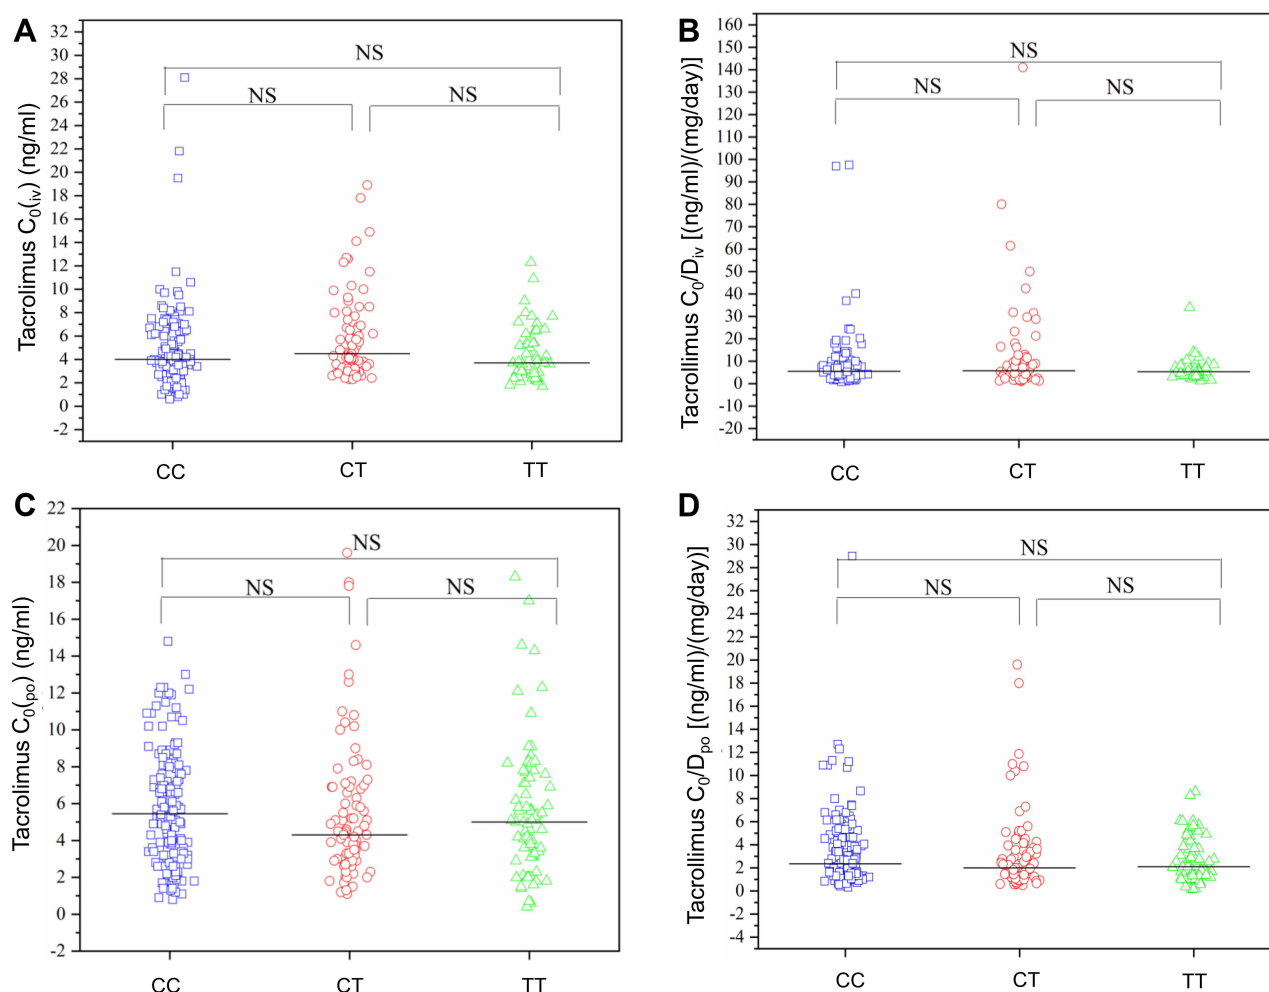 A
Tacrolimus C0(iv) (ng/ml)
32
30
28
26
24
22
20
18
16
14
12
10
8
6
4
2
0
-2
NS
NS
NS
CC
CT
TT
B
Tacrollimus C0/Div [(ng/ml)/(mg/day)]
160
150
140
130
120
110
100
90
80
70
60
50
40
30
20
10
0
-10
-20
NS
NS
NS
CC
CT
TT
C
Tacrollimus C0(po) (ng/ml)
22
20
18
16
14
12
10
8
6
4
2
0
-2
NS
NS
NS
CC
CT
TT
D
Tacrollimus C0/Dpo [(ng/ml)/(mg/day)]
32
30
28
26
24
22
20
18
16
14
12
10
8
6
4
2
0
-2
-4
NS
NS
NS
CC
CT
TT